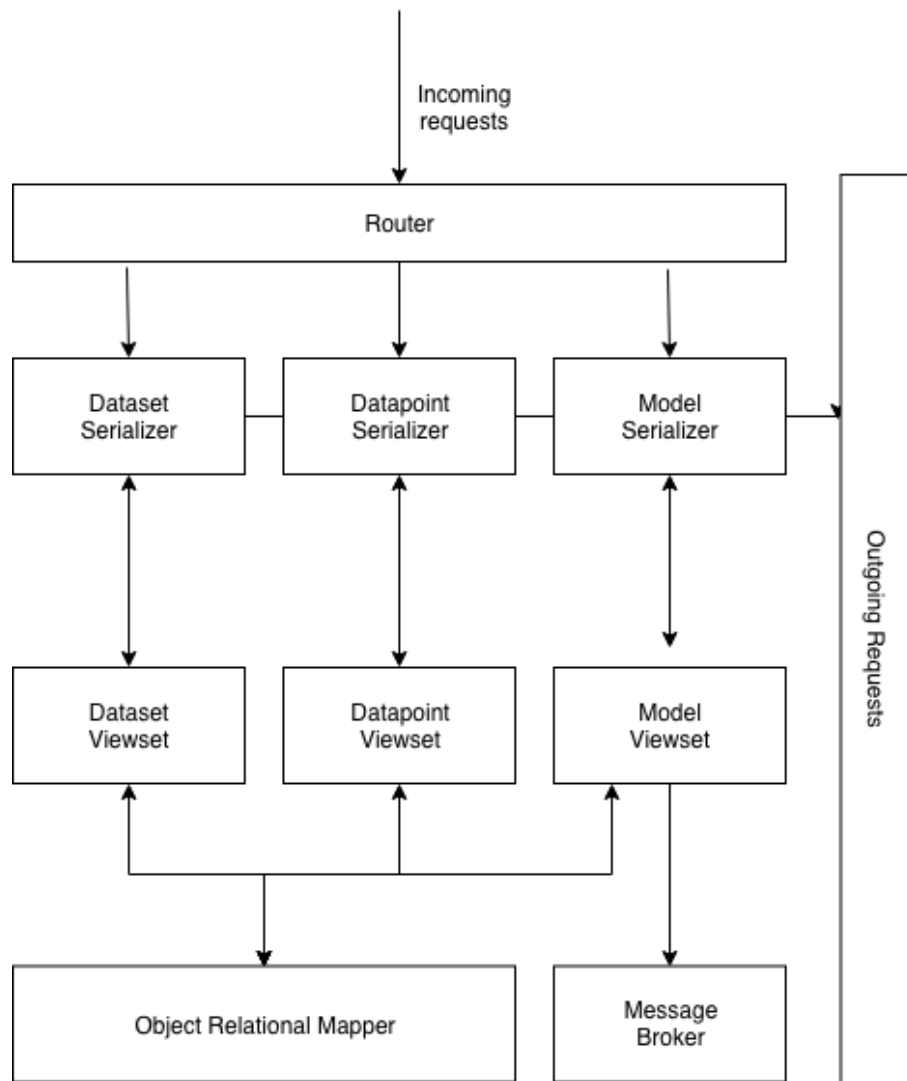 Incoming
requests
Router
Dataset
Serializer
Datapoint
Serializer
Model
Serializer
Outgoing Requests
Dataset
Viewset
Datapoint
Viewset
Model
Viewset
Object Relational Mapper
Message
Broker